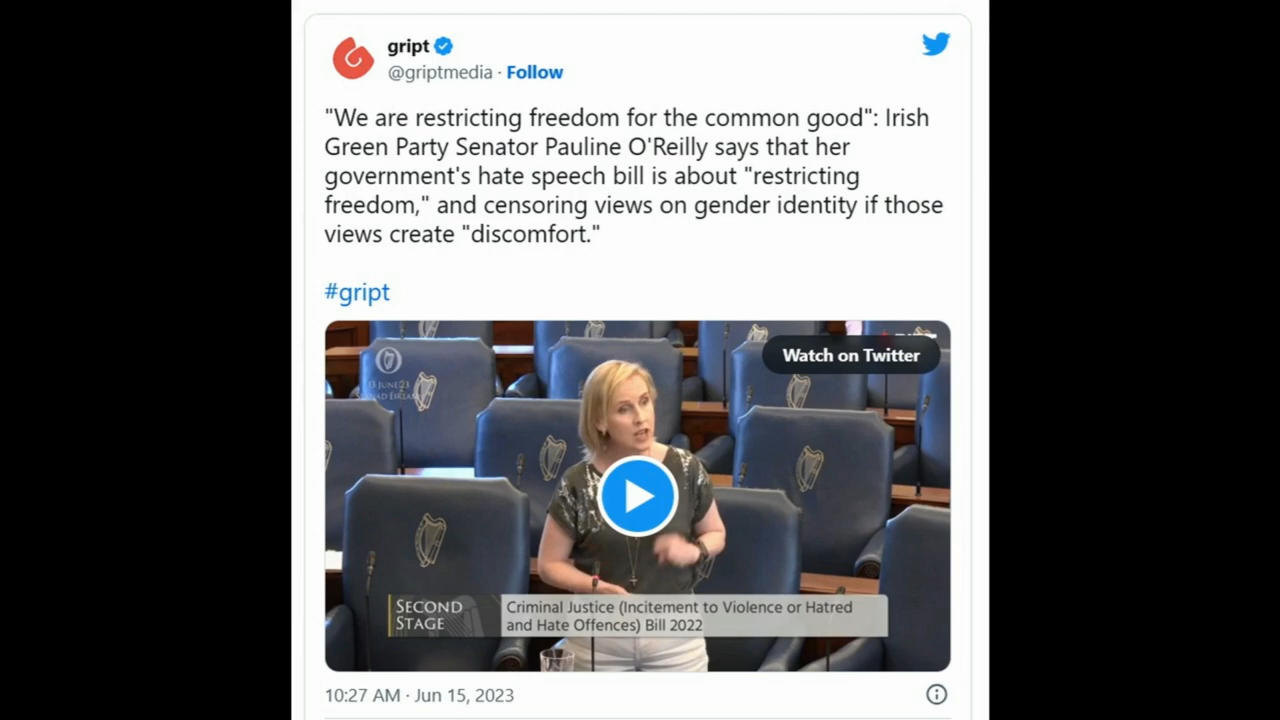 gript
@griptmedia · Follow
"We are restricting freedom for the common good": Irish
Green Party Senator Pauline O'Reilly says that her
government's hate speech bill is about "restricting
freedom," and censoring views on gender identity if those
views create "discomfort."
#gript
Watch on Twitter
13 JUNE 23
SECOND
STAGE
Criminal Justice (Incitement to Violence or Hatred
and Hate Offences) Bill 2022
10:27 AM · Jun 15, 2023